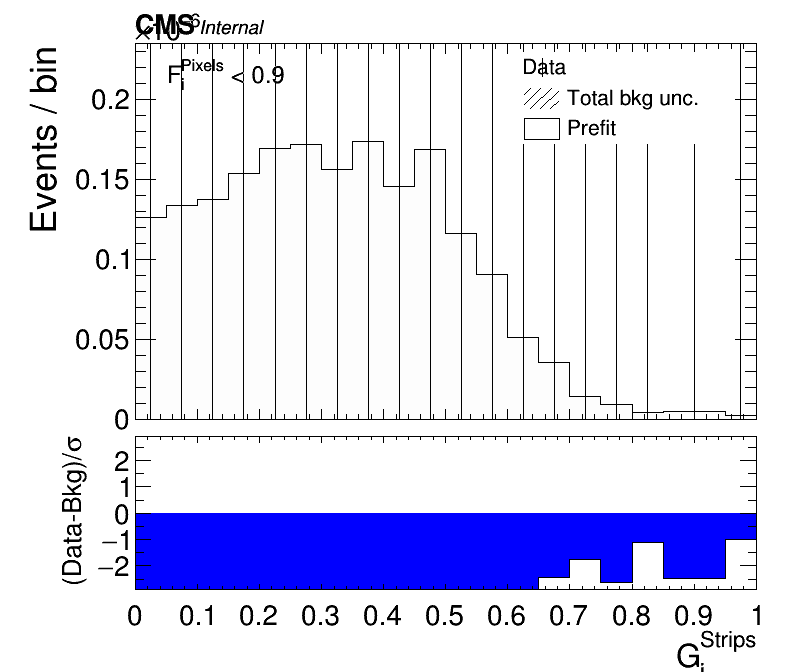 CMS Internal
×10⁻⁶
F_i^Pixels < 0.9
Data
Total bkg unc.
Prefit
Events / bin
0.2
0.15
0.1
0.05
0
(Data-Bkg)/σ
2
1
0
−1
−2
0 0.1 0.2 0.3 0.4 0.5 0.6 0.7 0.8 0.9 1
G_i^Strips